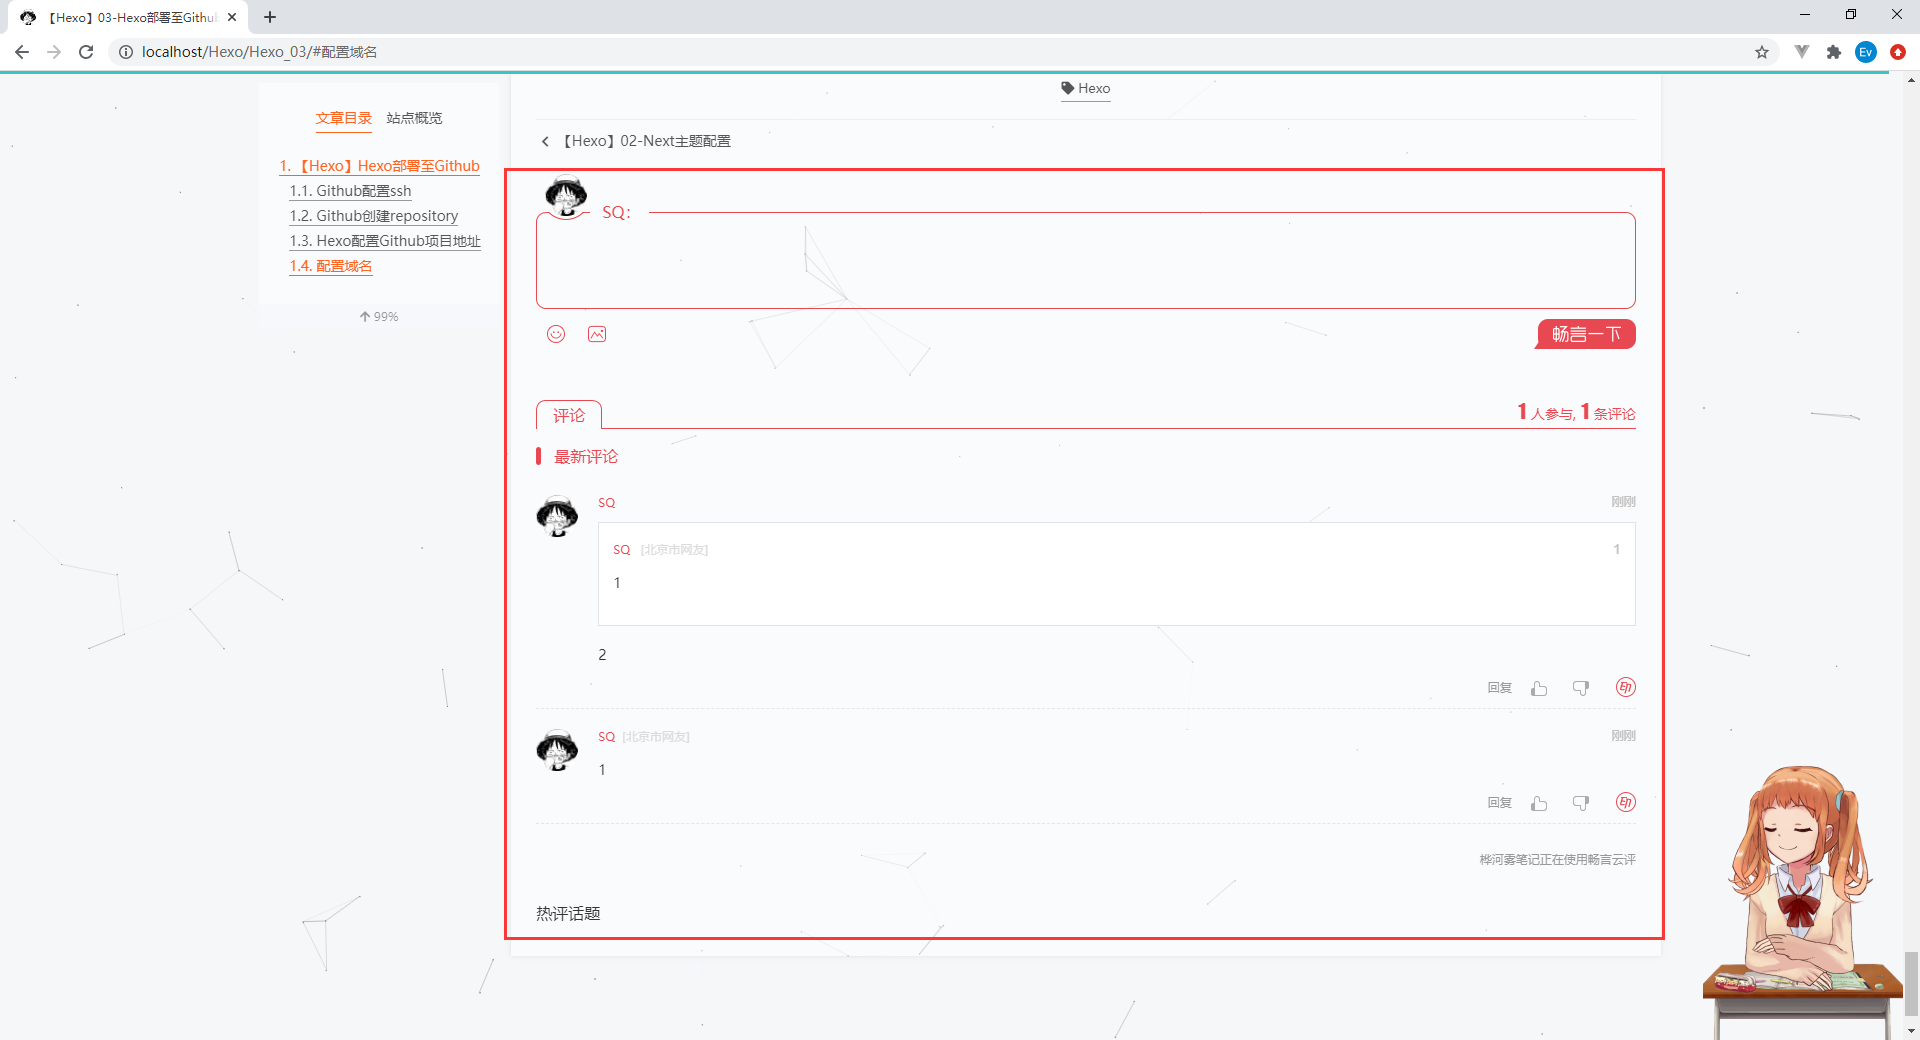 【Hexo】03-Hexo部署至Githu
localhost/Hexo/Hexo_03/#配置域名
Ev
文章目录 站点概览
1. 【Hexo】Hexo部署至Github
1.1. Github配置ssh
1.2. Github创建repository
1.3. Hexo配置Github项目地址
1.4. 配置域名
99%
Hexo
【Hexo】02-Next主题配置
SQ：
畅言一下
评论
1 人参与, 1 条评论
最新评论
SQ 刚刚
SQ [北京市网友] 1
1
2
回复
印
SQ [北京市网友] 刚刚
1
回复
印
桦河雾笔记正在使用畅言云评
热评话题